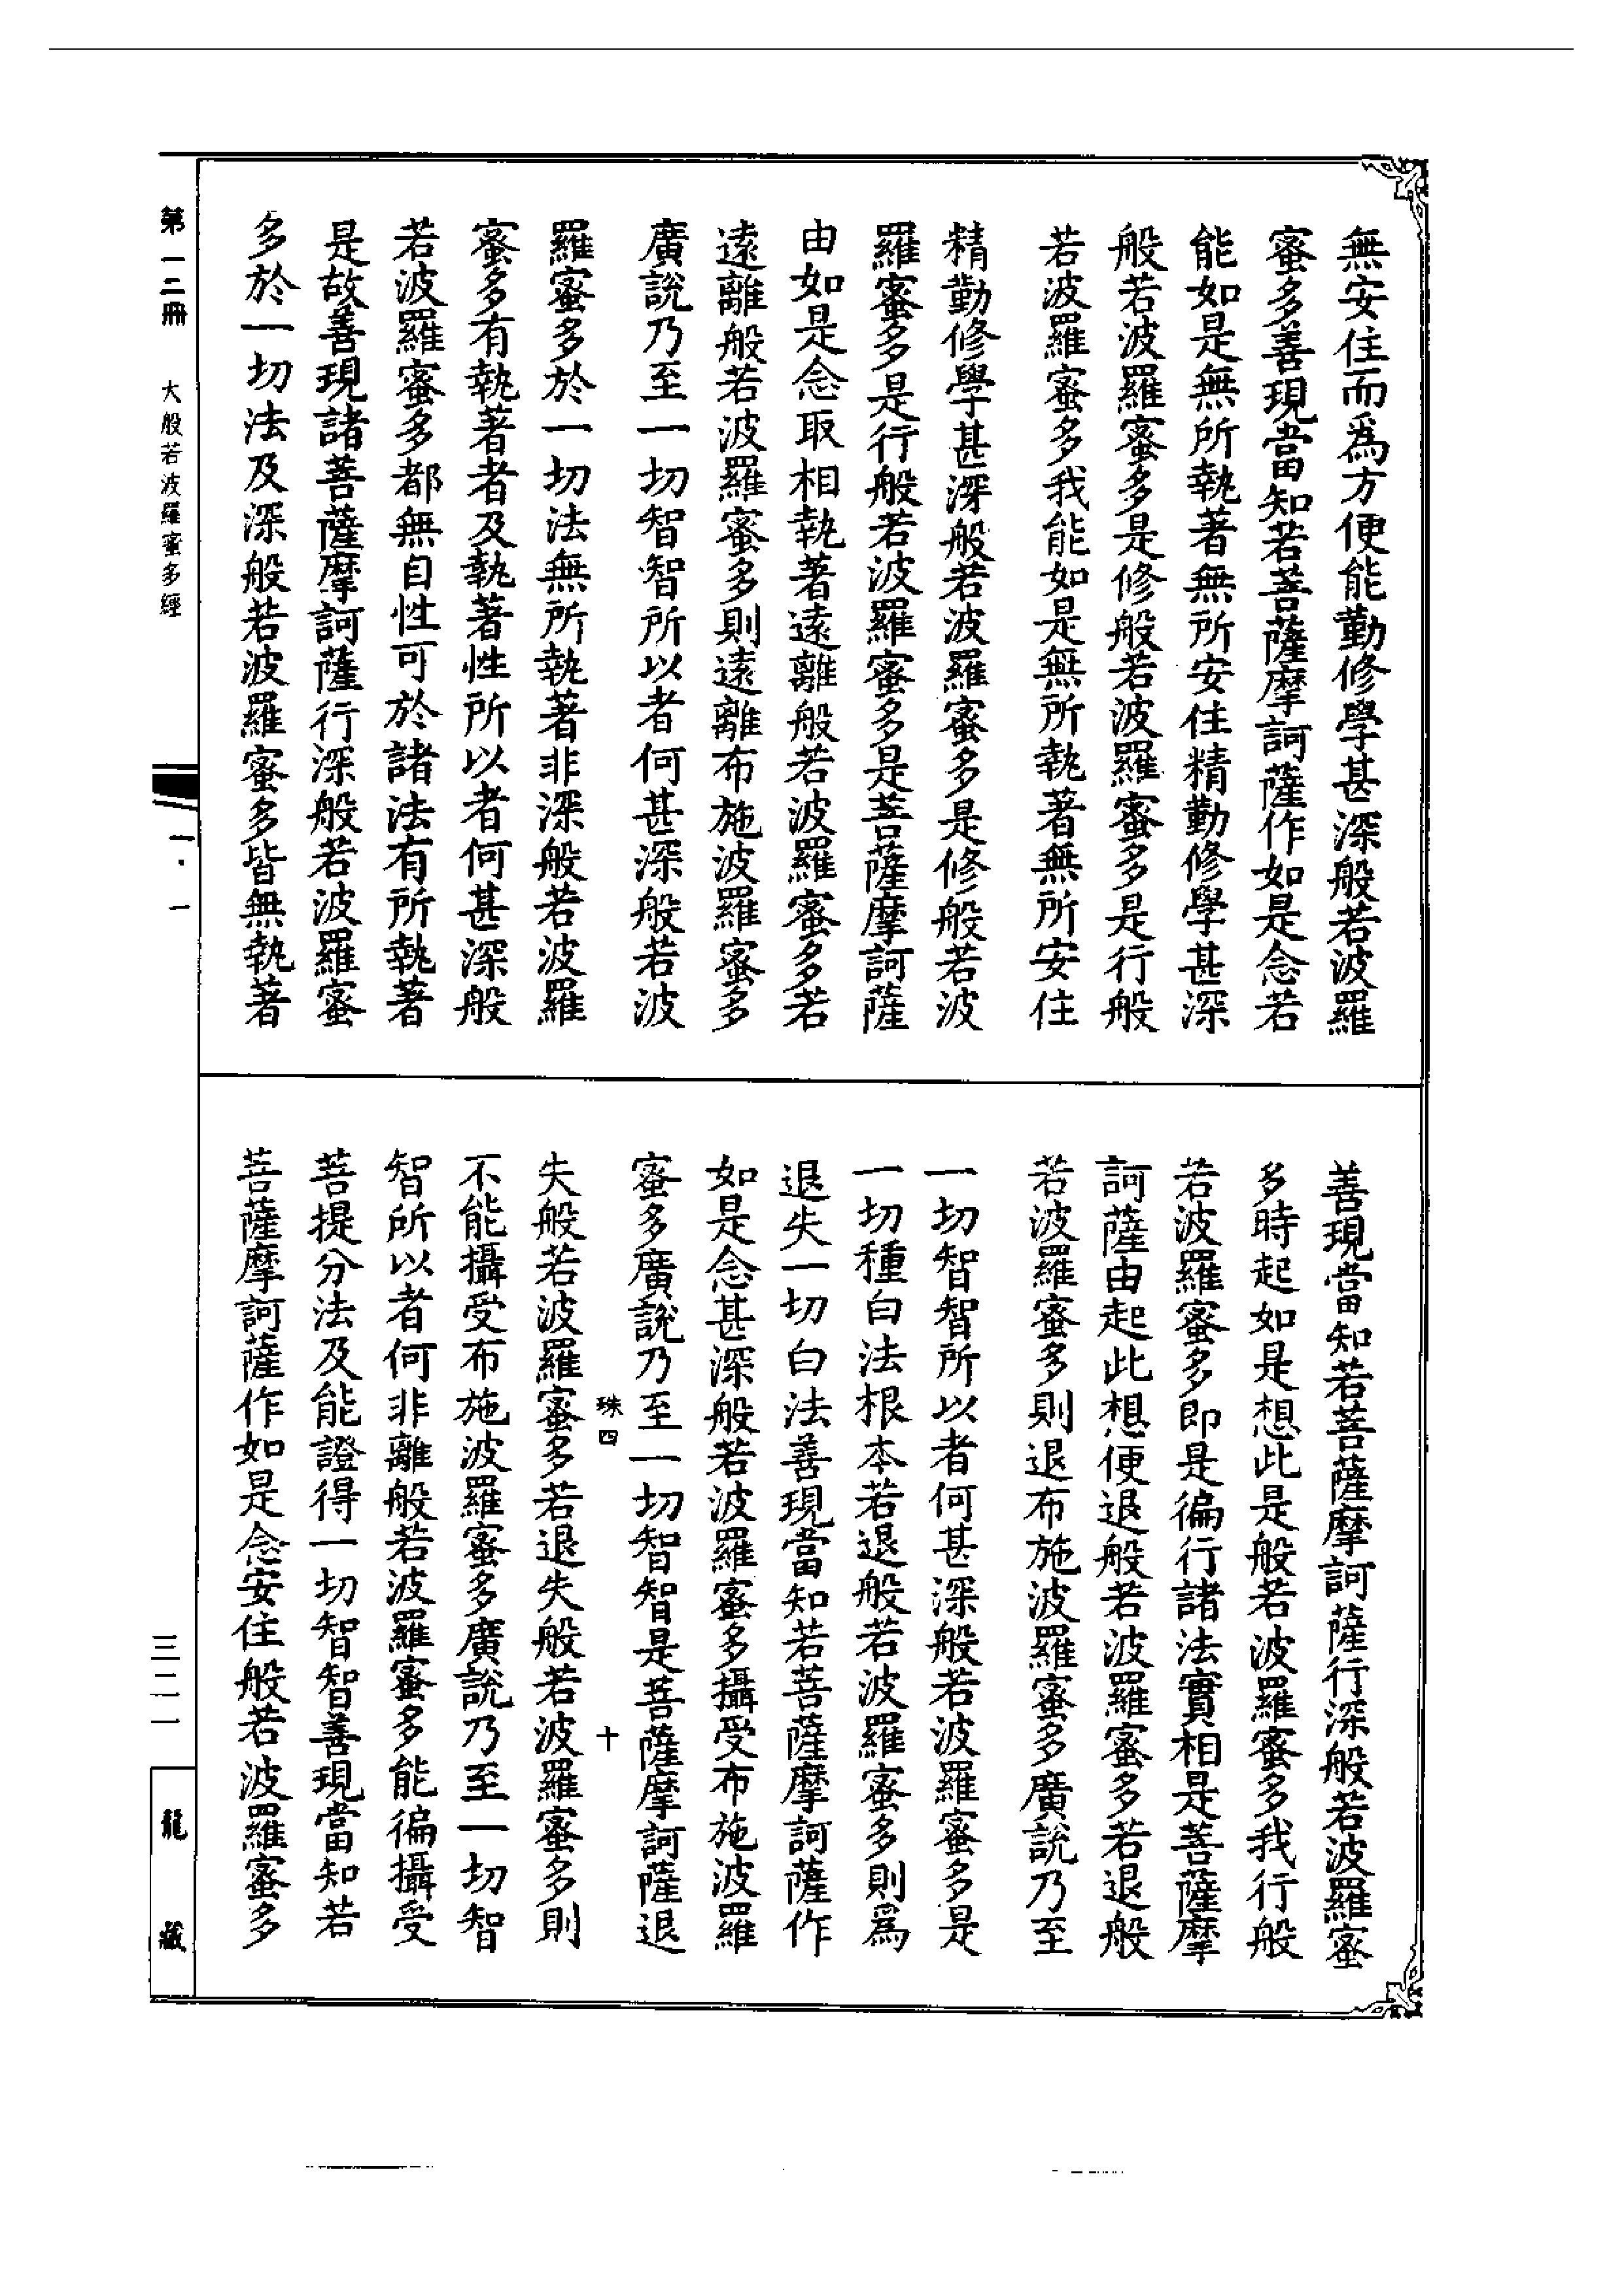 無安住而爲方便能勤修學甚深般若波羅
蜜多善現當知若菩薩摩訶薩作如是念若
能如是無所執著無所安住精勤修學甚深
般若波羅蜜多是修般若波羅蜜多是行般
若波羅蜜多我能如是無所執著無所安住
精勤修學甚深般若波羅蜜多是修般若波
羅蜜多是行般若波羅蜜多是菩薩摩訶薩
由如是念取相執著遠離般若波羅蜜多若
遠離般若波羅蜜多則遠離布施波羅蜜多
廣說乃至一切智智所以者何甚深般若波
羅蜜多於一切法無所執著非深般若波羅
蜜多有執著者及執著性所以者何甚深般
若波羅蜜多都無自性可於諸法有所執著
是故善現諸菩薩摩訶薩行深般若波羅蜜
多於一切法及深般若波羅蜜多皆無執著
善現當知若菩薩摩訶薩行深般若波羅蜜
多時起如是想此是般若波羅蜜多我行般
若波羅蜜多即是徧行諸法實相是菩薩摩
訶薩由起此想便退般若波羅蜜多若退般
若波羅蜜多則退布施波羅蜜多廣說乃至
一切智智所以者何甚深般若波羅蜜多是
一切種白法根本若退般若波羅蜜多則爲
退失一切白法善現當知若菩薩摩訶薩作
如是念甚深般若波羅蜜多攝受布施波羅
蜜多廣說乃至一切智智是菩薩摩訶薩退
珠四 十
失般若波羅蜜多若退失般若波羅蜜多則
不能攝受布施波羅蜜多廣說乃至一切智
智所以者何非離般若波羅蜜多能徧攝受
菩提分法及能證得一切智智善現當知若
菩薩摩訶薩作如是念安住般若波羅蜜多
第一二冊 大般若波羅蜜多經 一·一
三二一 龍藏